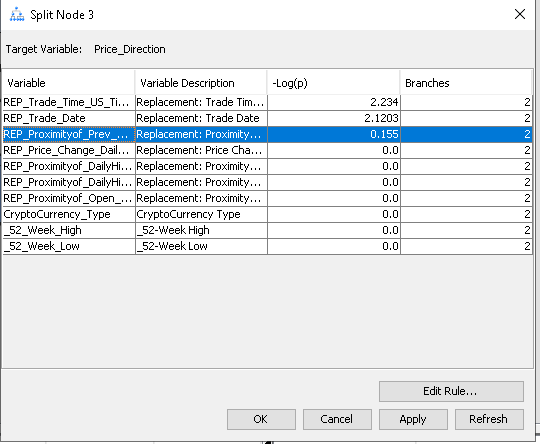 Split Node 3
Target Variable: Price_Direction
Variable Variable Description -Log(p) Branches
REP_Trade_Time_US_Ti... Replacement: Trade Tim... 2.234 2
REP_Trade_Date Replacement: Trade Date 2.1203 2
REP_Proximityof_Prev_... Replacement: Proximity... 0.155 2
REP_Price_Change_Dail... Replacement: Price Cha... 0.0 2
REP_Proximityof_DailyHi... Replacement: Proximity... 0.0 2
REP_Proximityof_DailyHi... Replacement: Proximity... 0.0 2
REP_Proximityof_Open_... Replacement: Proximity... 0.0 2
CryptoCurrency_Type CryptoCurrency Type 0.0 2
_52_Week_High _52-Week High 0.0 2
_52_Week_Low _52-Week Low 0.0 2
Edit Rule...
OK Cancel Apply Refresh